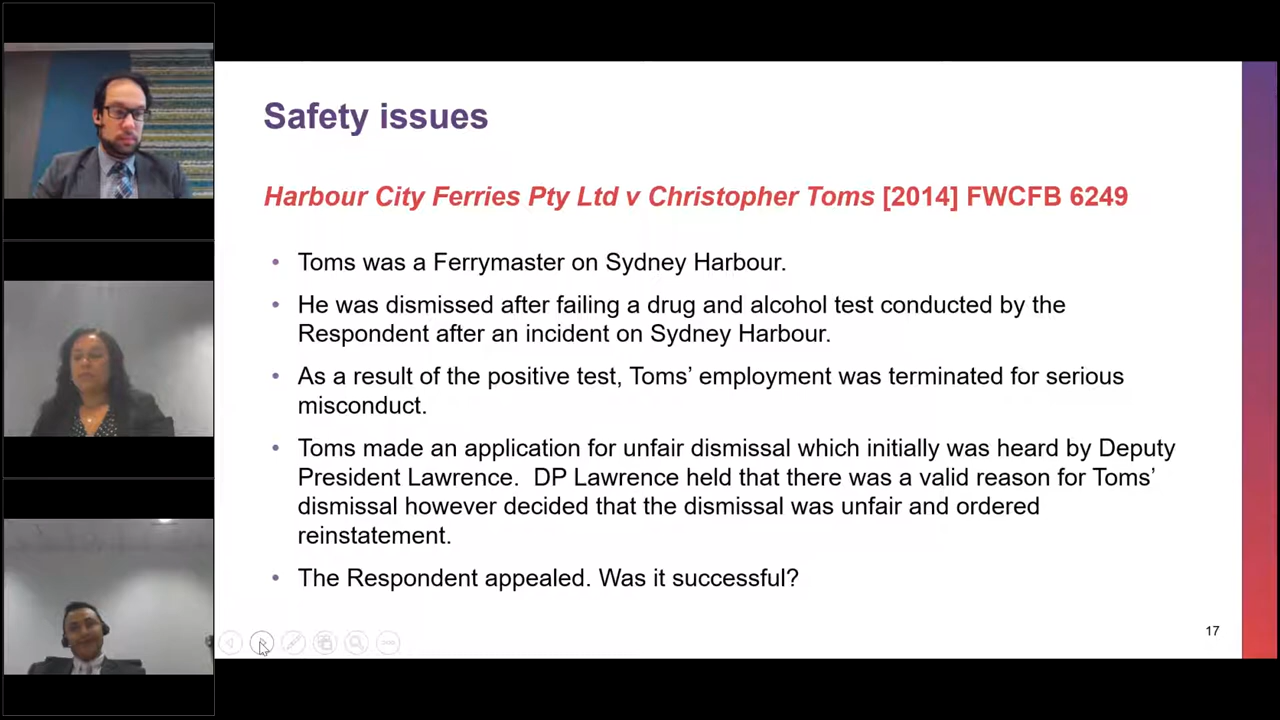 Safety issues
Harbour City Ferries Pty Ltd v Christopher Toms [2014] FWCFB 6249
• Toms was a Ferrymaster on Sydney Harbour.
• He was dismissed after failing a drug and alcohol test conducted by the
Respondent after an incident on Sydney Harbour.
• As a result of the positive test, Toms’ employment was terminated for serious
misconduct.
• Toms made an application for unfair dismissal which initially was heard by Deputy
President Lawrence.  DP Lawrence held that there was a valid reason for Toms’
dismissal however decided that the dismissal was unfair and ordered
reinstatement.
• The Respondent appealed. Was it successful?
17